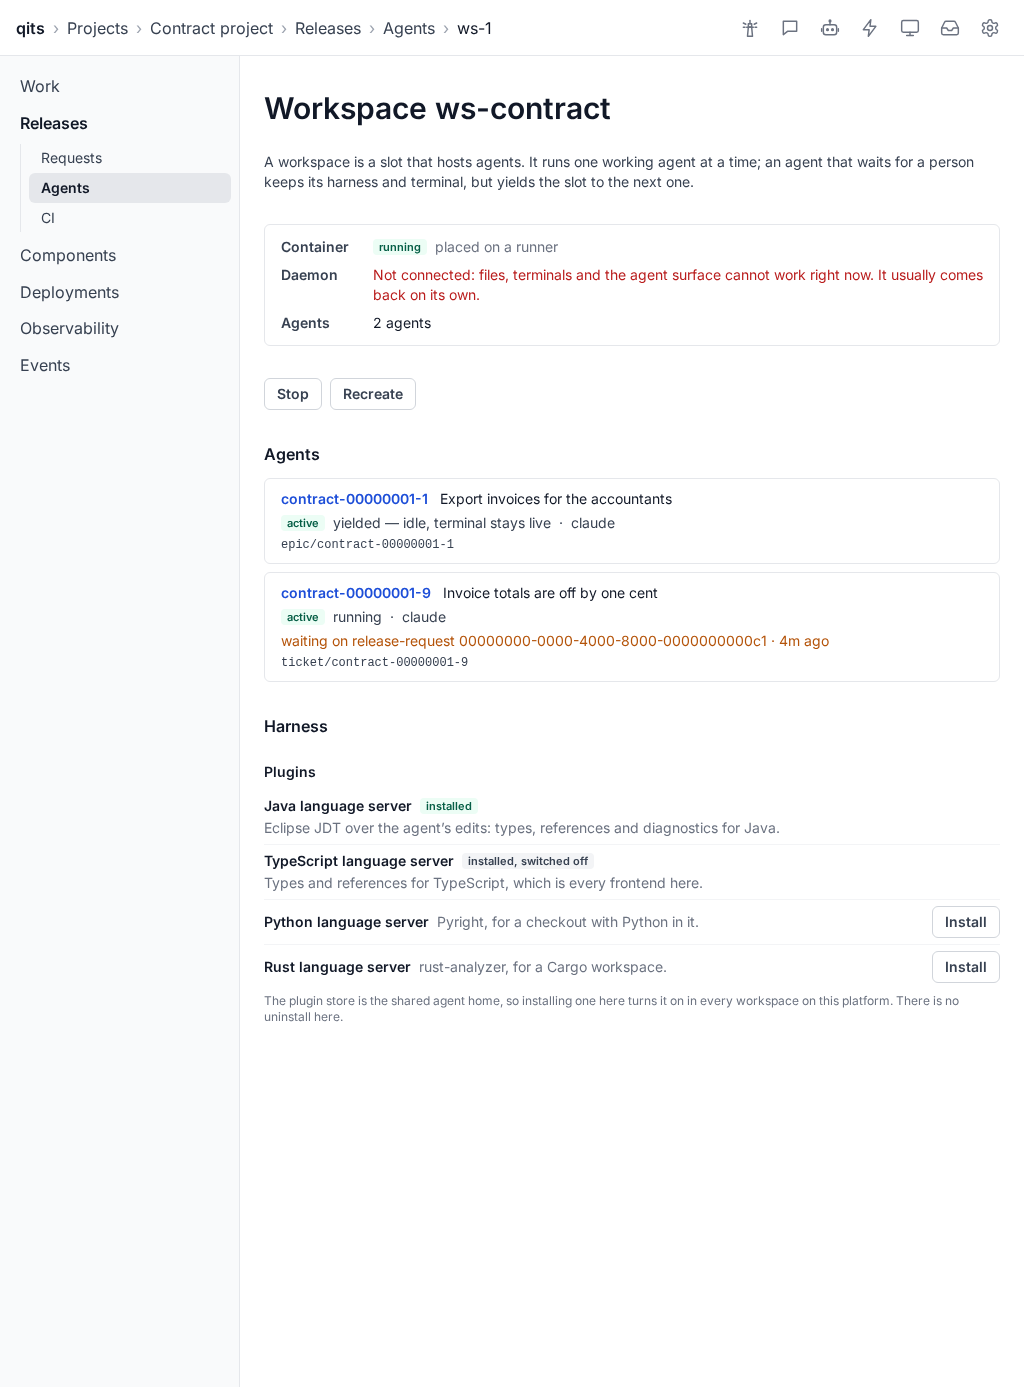 qits › Projects › Contract project › Releases › Agents › ws-1
Work
Releases
Requests
Agents
CI
Components
Deployments
Observability
Events
Workspace ws-contract
A workspace is a slot that hosts agents. It runs one working agent at a time; an agent that waits for a person
keeps its harness and terminal, but yields the slot to the next one.
Container running placed on a runner
Daemon Not connected: files, terminals and the agent surface cannot work right now. It usually comes
back on its own.
Agents 2 agents
Stop Recreate
Agents
contract-00000001-1 Export invoices for the accountants
active yielded — idle, terminal stays live · claude
epic/contract-00000001-1
contract-00000001-9 Invoice totals are off by one cent
active running · claude
waiting on release-request 00000000-0000-4000-8000-0000000000c1 · 4m ago
ticket/contract-00000001-9
Harness
Plugins
Java language server installed
Eclipse JDT over the agent’s edits: types, references and diagnostics for Java.
TypeScript language server installed, switched off
Types and references for TypeScript, which is every frontend here.
Python language server Pyright, for a checkout with Python in it. Install
Rust language server rust-analyzer, for a Cargo workspace. Install
The plugin store is the shared agent home, so installing one here turns it on in every workspace on this platform. There is no
uninstall here.